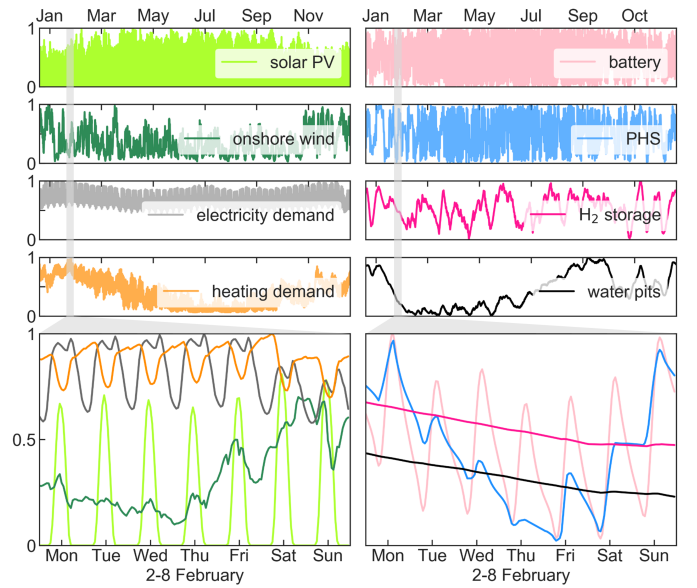 Jan Mar May Jul Sep Nov
Jan Mar May Jul Aug Oct
1
solar PV
0
battery
1
onshore wind
0
PHS
1
electricity demand
0
H₂ storage
1
heating demand
0
water pits
1
0.5
0
Mon Tue Wed Thu Fri Sat Sun
2-8 February
Mon Tue Wed Thu Fri Sat Sun
2-8 February